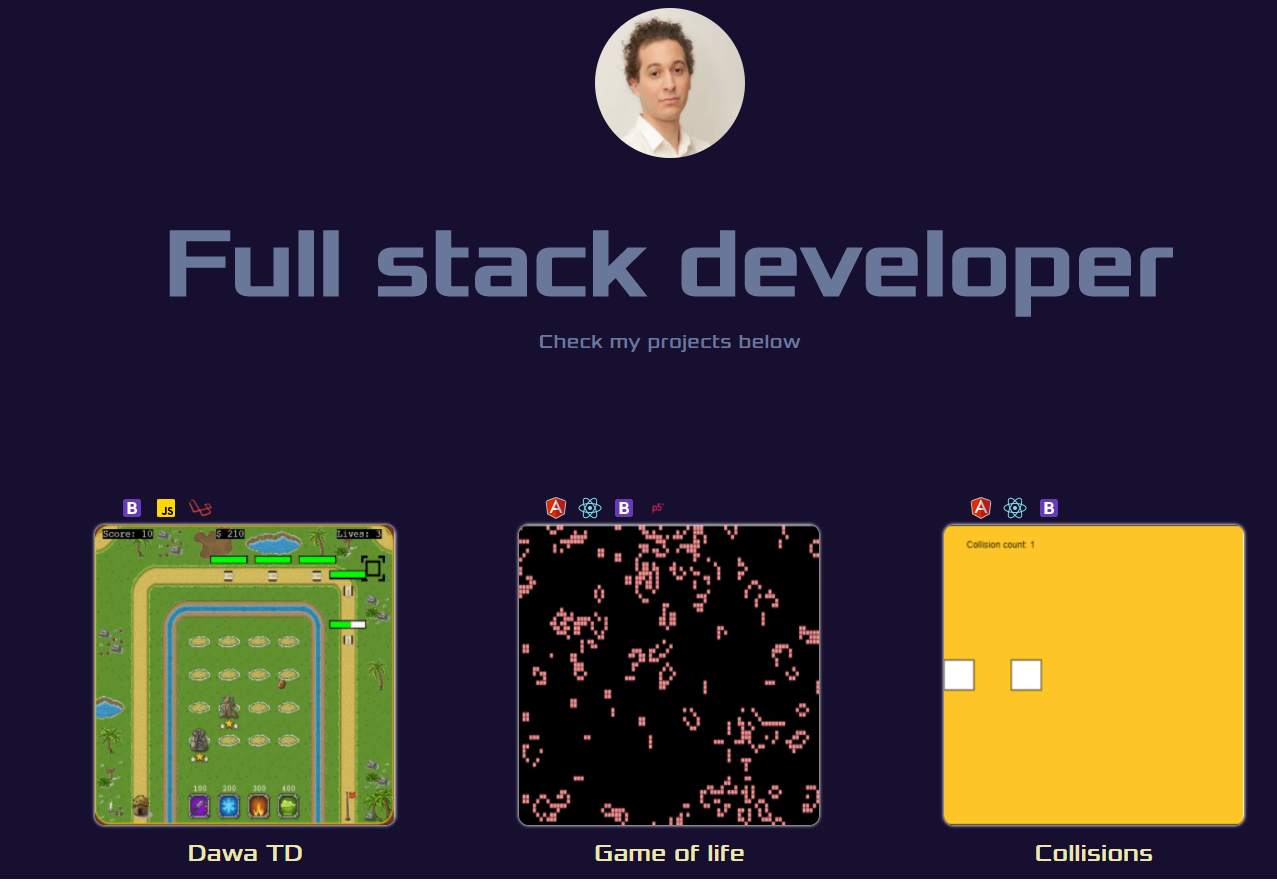 Full stack developer
Check my projects below
B JS
B p5*
B
Score: 10 $ 210 Lives: 3
Collision count: 1
100 200 300 400
Dawa TD
Game of life
Collisions